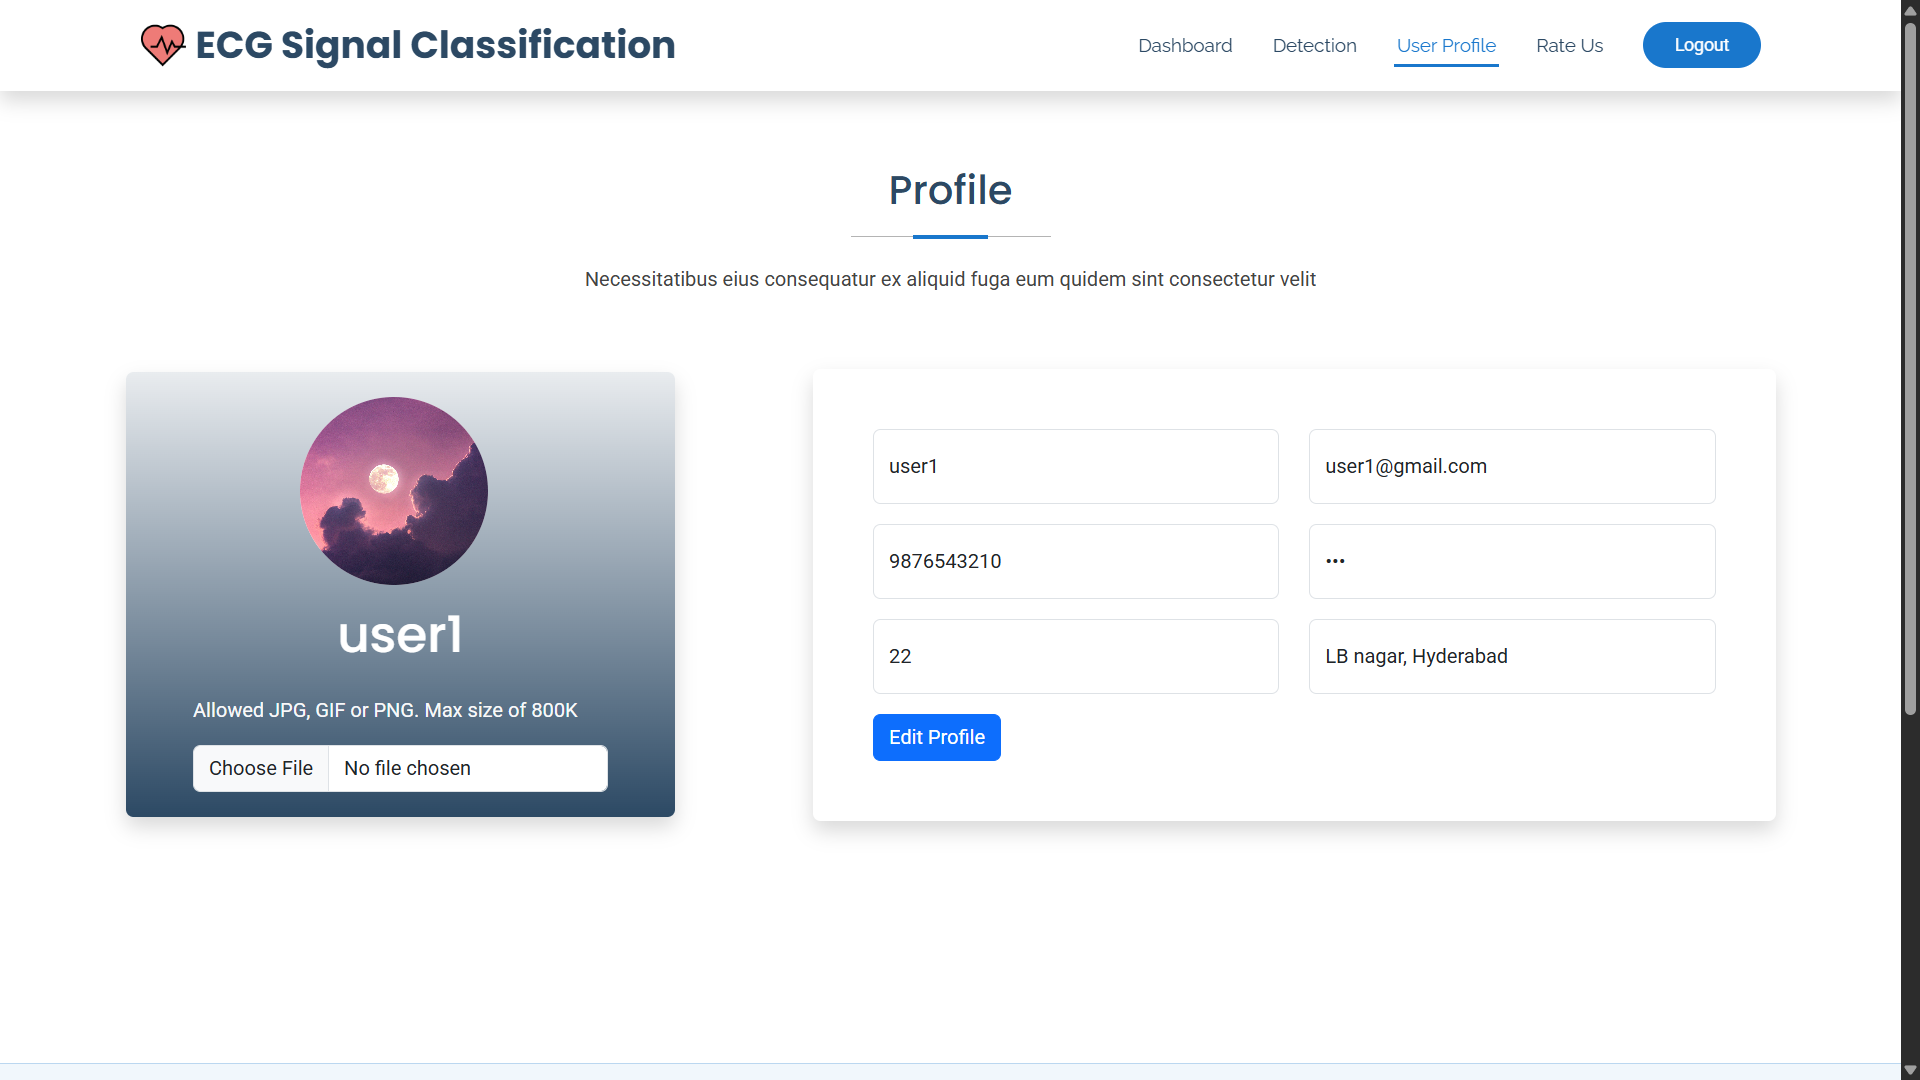 ECG Signal Classification
Dashboard
Detection
User Profile
Rate Us
Logout
Profile
Necessitatibus eius consequatur ex aliquid fuga eum quidem sint consectetur velit
user1
Allowed JPG, GIF or PNG. Max size of 800K
Choose File No file chosen
user1
user1@gmail.com
9876543210
•••
22
LB nagar, Hyderabad
Edit Profile